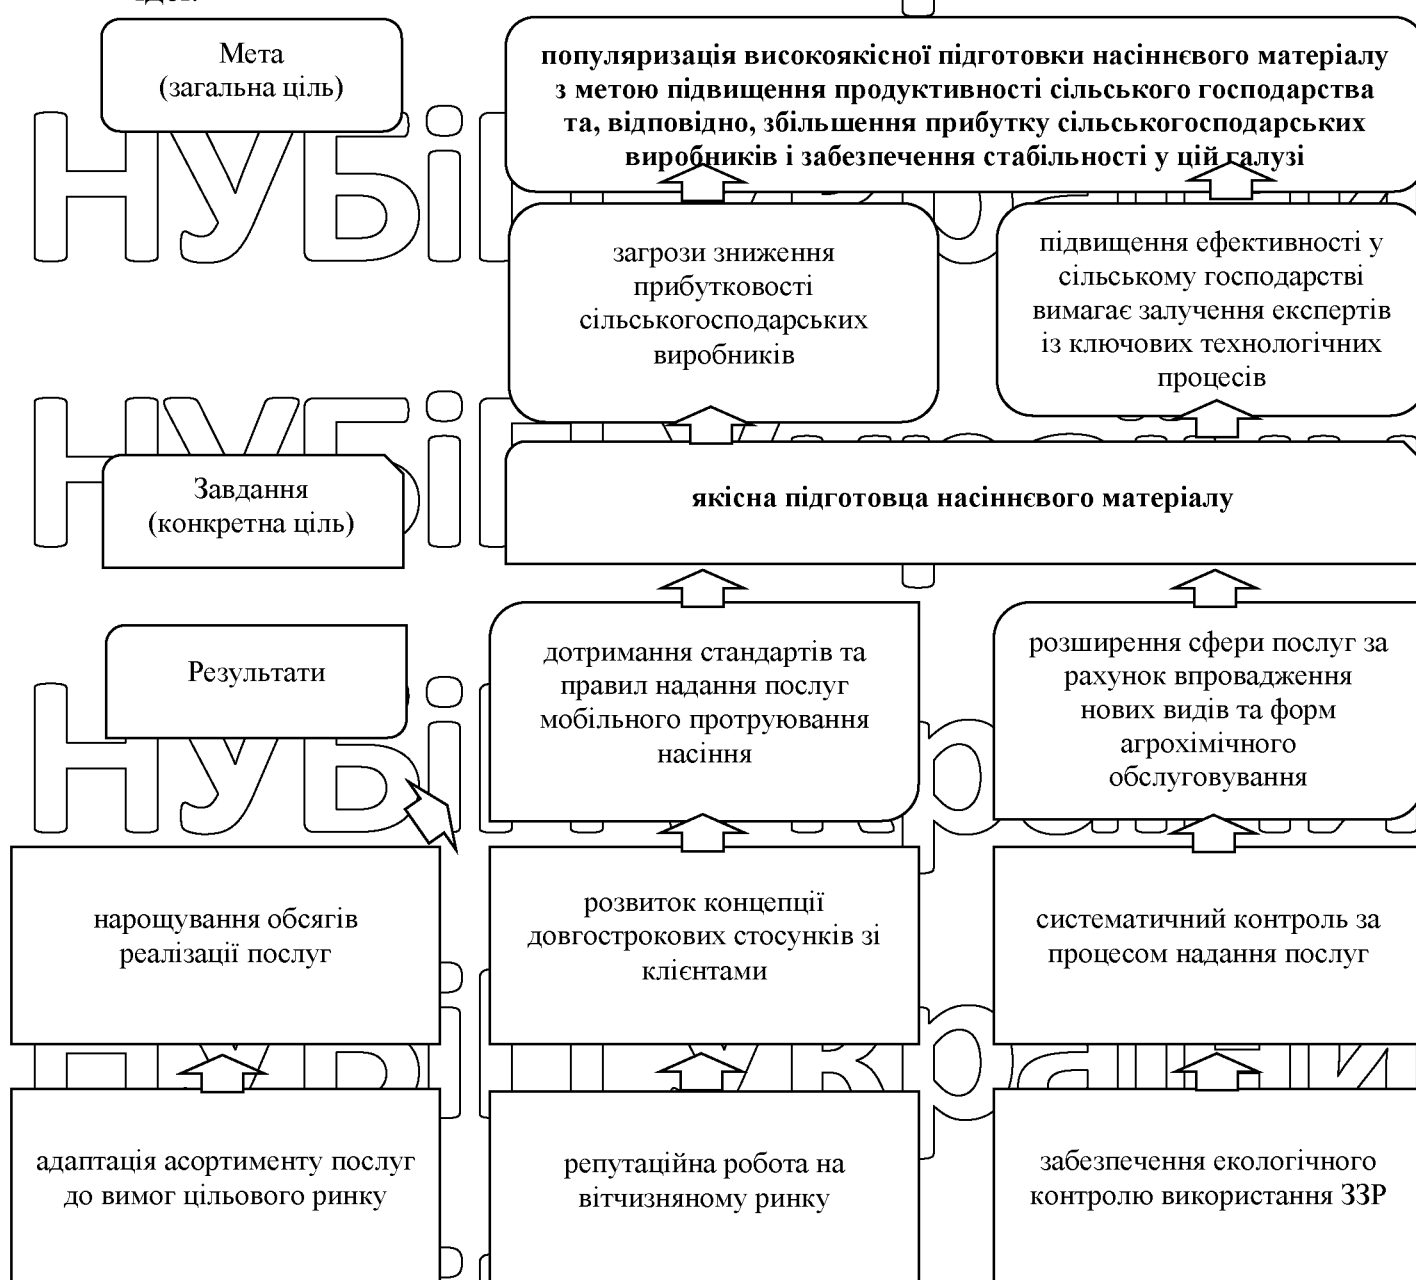 Мета
(загальна ціль)
популяризація високоякісної підготовки насіннєвого матеріалу
з метою підвищення продуктивності сільського господарства
та, відповідно, збільшення прибутку сільськогосподарських
виробників і забезпечення стабільності у цій галузі
загрози зниження
прибутковості
сільськогосподарських
виробників
підвищення ефективності у
сільському господарстві
вимагає залучення експертів
із ключових технологічних
процесів
Завдання
(конкретна ціль)
якісна підготовца насіннєвого матеріалу
Результати
дотримання стандартів та
правил надання послуг
мобільного протруювання
насіння
розширення сфери послуг за
рахунок впровадження
нових видів та форм
агрохімічного
обслуговування
нарощування обсягів
реалізації послуг
розвиток концепції
довгострокових стосунків зі
клієнтами
систематичний контроль за
процесом надання послуг
адаптація асортименту послуг
до вимог цільового ринку
репутаційна робота на
вітчизняному ринку
забезпечення екологічного
контролю використання ЗЗР